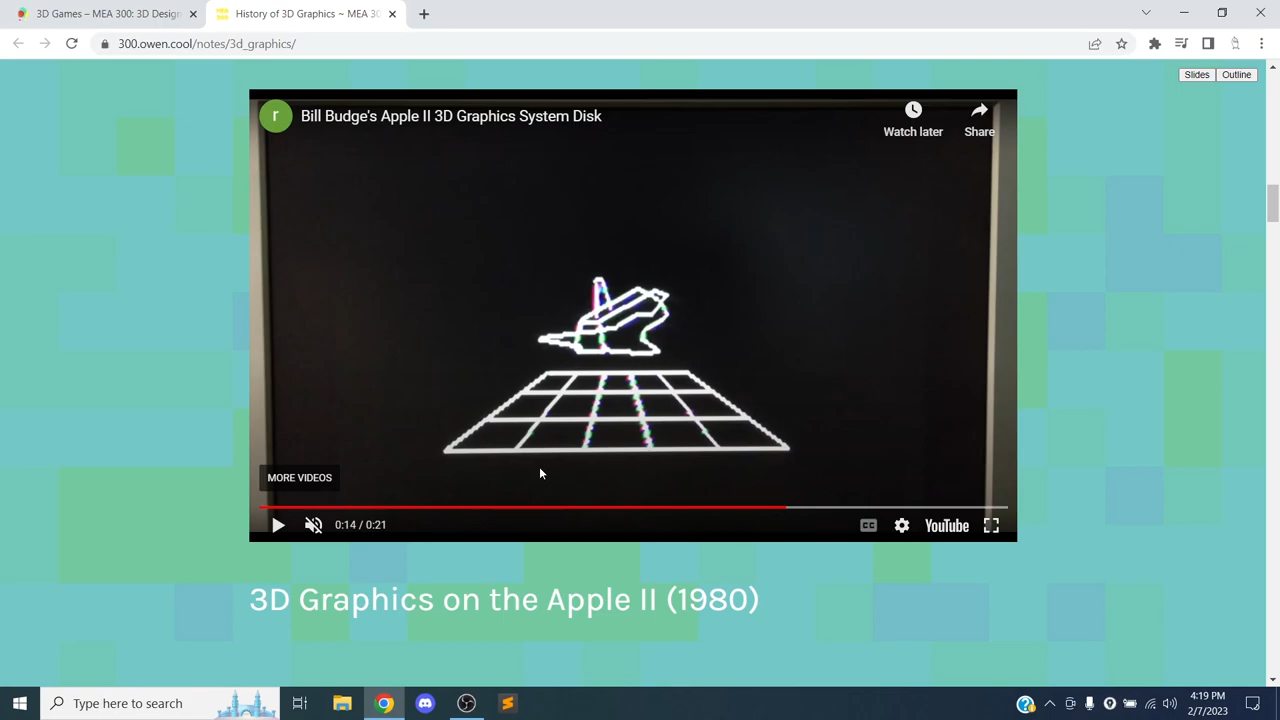 3D Games – MEA 300: 3D Design
History of 3D Graphics ~ MEA 30
300.owen.cool/notes/3d_graphics/
Slides Outline
r Bill Budge's Apple II 3D Graphics System Disk
Watch later Share
MORE VIDEOS
0:14 / 0:21
CC YouTube
3D Graphics on the Apple II (1980)
Type here to search
4:19 PM
2/7/2023